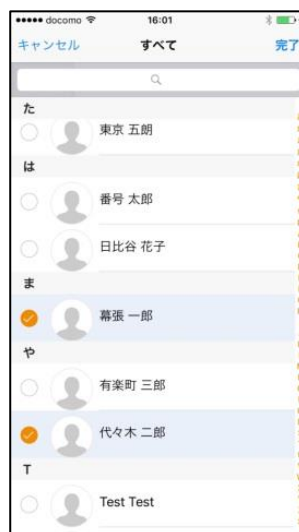 docomo 16:01
キャンセル すべて 完了
た
東京 五朗
は
番号 太郎
日比谷 花子
ま
幕張 一郎
や
有楽町 三郎
代々木 二郎
T
Test Test